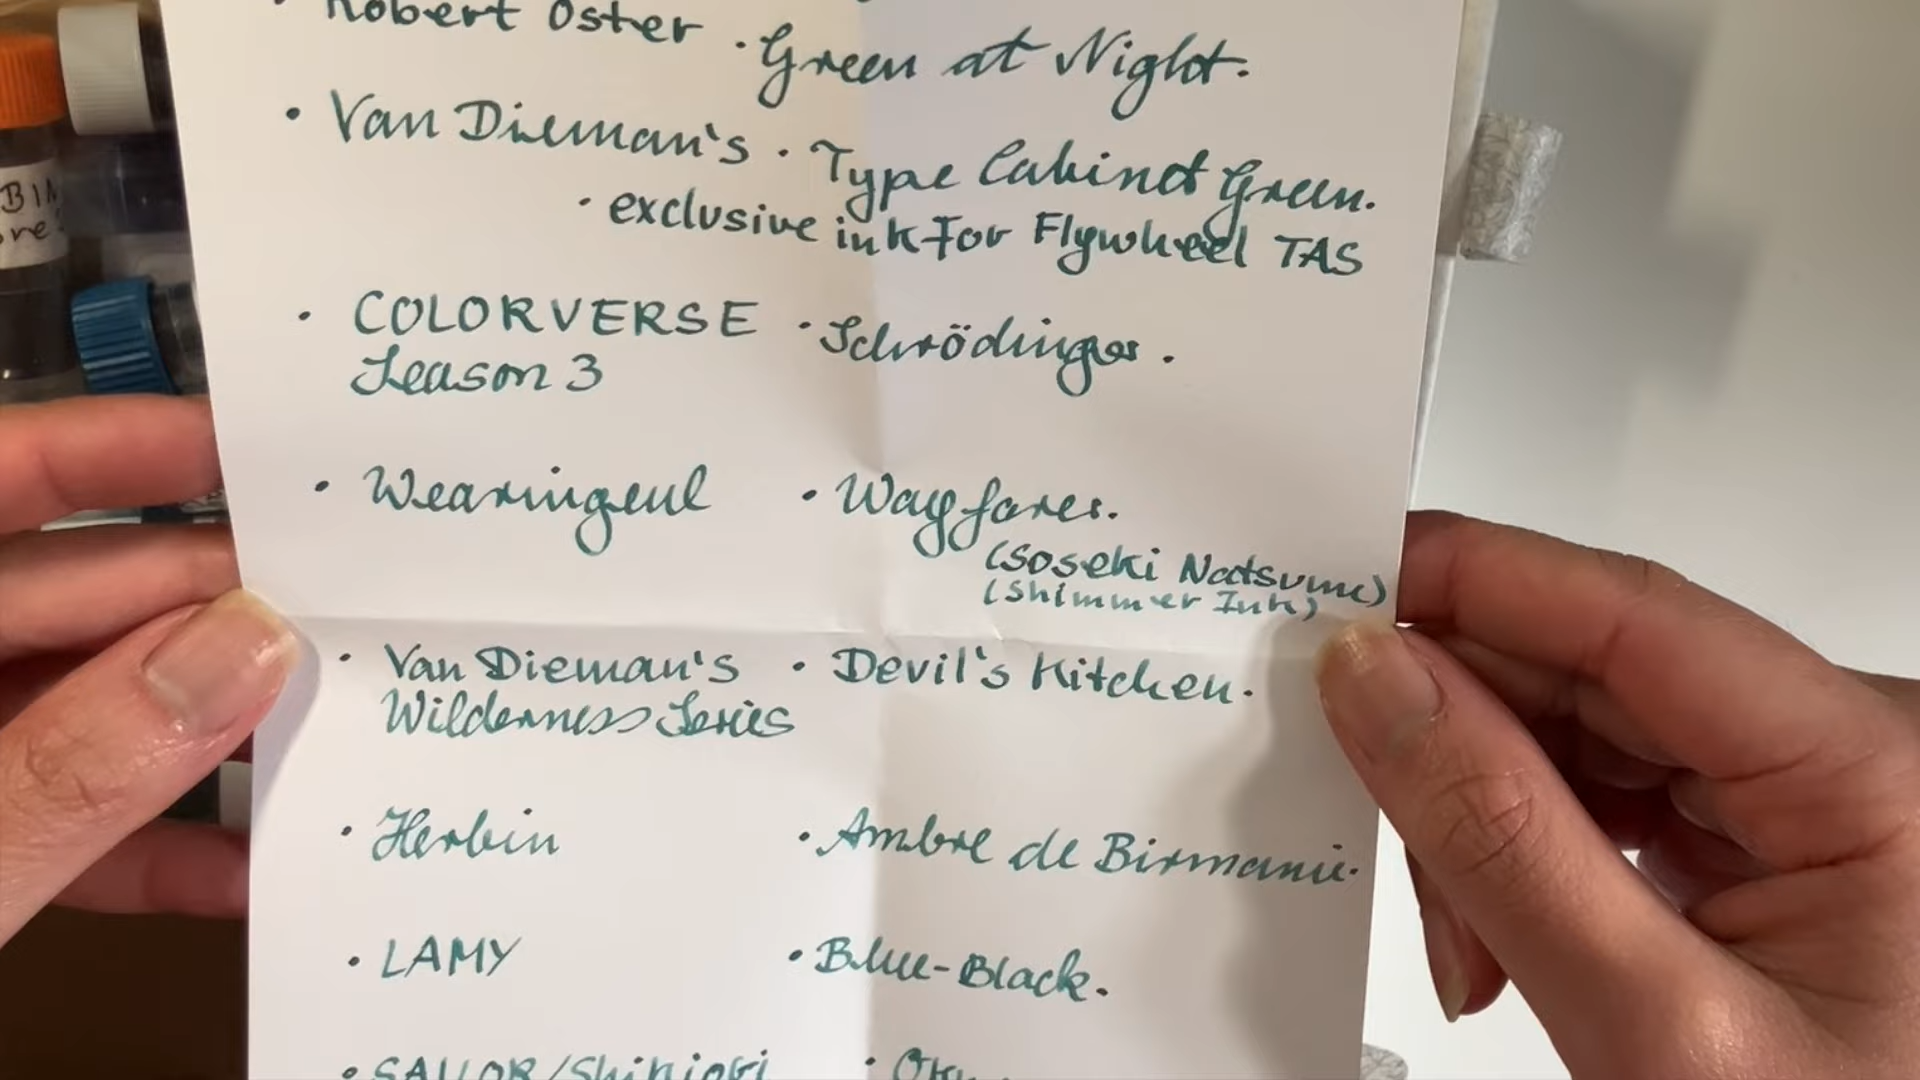 Robert Oster · Green at Night.
· Van Dieman's · Type Cabinet Green.
· exclusive ink For Flywheel TAS
· COLORVERSE · Schrödinger.
Season 3
· Wearingeul · Wayfarer.
(Soseki Natsume)
(Shimmer Ink)
· Van Dieman's · Devil's Kitchen.
Wilderness Series
· Herbin · Ambre de Birmanie.
· LAMY · Blue-Black.
· SAILOR/Shikiori